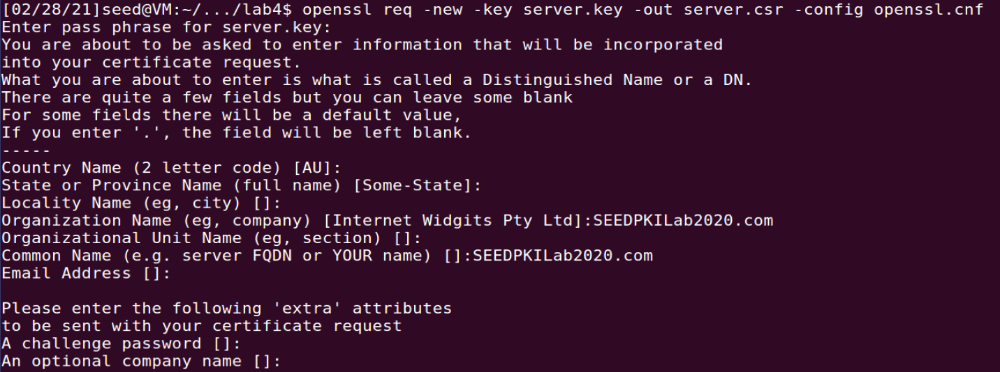 [02/28/21]seed@VM:~/.../lab4$ openssl req -new -key server.key -out server.csr -config openssl.cnf
Enter pass phrase for server.key:
You are about to be asked to enter information that will be incorporated
into your certificate request.
What you are about to enter is what is called a Distinguished Name or a DN.
There are quite a few fields but you can leave some blank
For some fields there will be a default value,
If you enter '.', the field will be left blank.
-----
Country Name (2 letter code) [AU]:
State or Province Name (full name) [Some-State]:
Locality Name (eg, city) []:
Organization Name (eg, company) [Internet Widgits Pty Ltd]:SEEDPKILab2020.com
Organizational Unit Name (eg, section) []:
Common Name (e.g. server FQDN or YOUR name) []:SEEDPKILab2020.com
Email Address []:

Please enter the following 'extra' attributes
to be sent with your certificate request
A challenge password []:
An optional company name []: